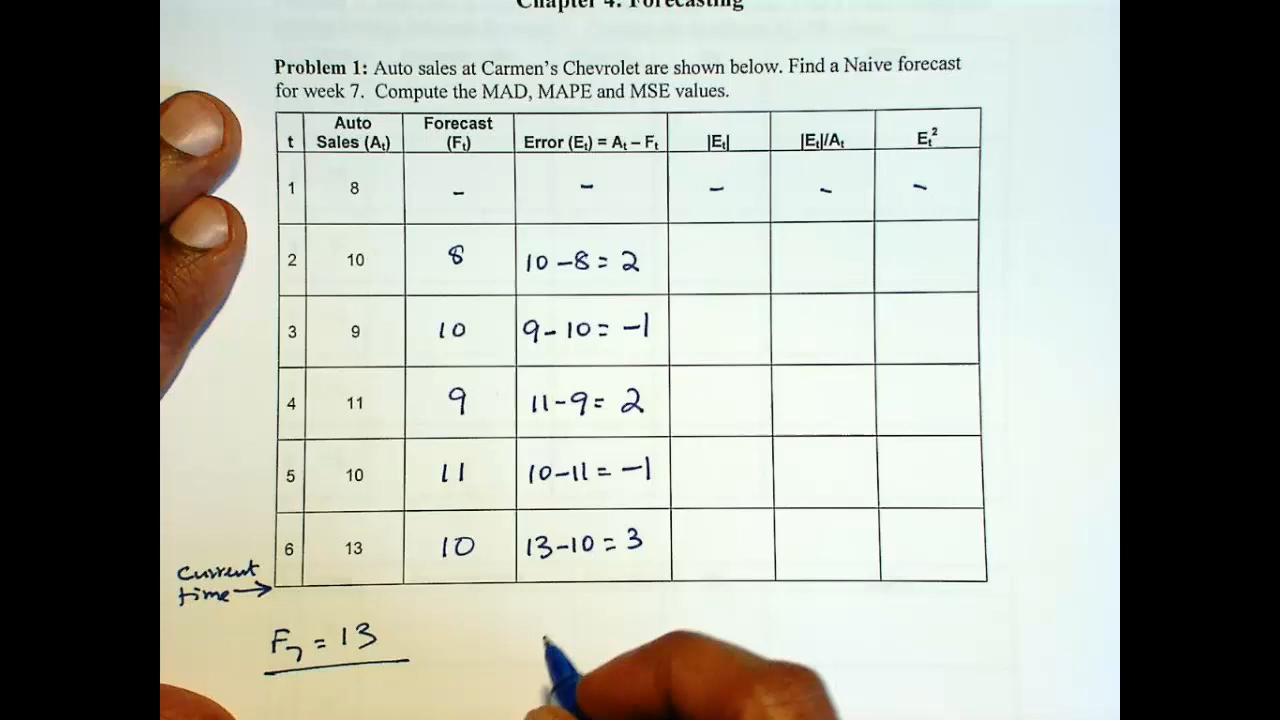 Chapter 4: Forecasting
Problem 1: Auto sales at Carmen's Chevrolet are shown below. Find a Naive forecast
for week 7. Compute the MAD, MAPE and MSE values.
t Auto Sales (At) Forecast (Ft) Error (Et) = At – Ft |Et| |Et|/At Et²
1 8 – – – – –
2 10 8 10 – 8 = 2
3 9 10 9 – 10 = –1
4 11 9 11 – 9 = 2
5 10 11 10 – 11 = –1
6 13 10 13 – 10 = 3
Current
time →
F7 = 13